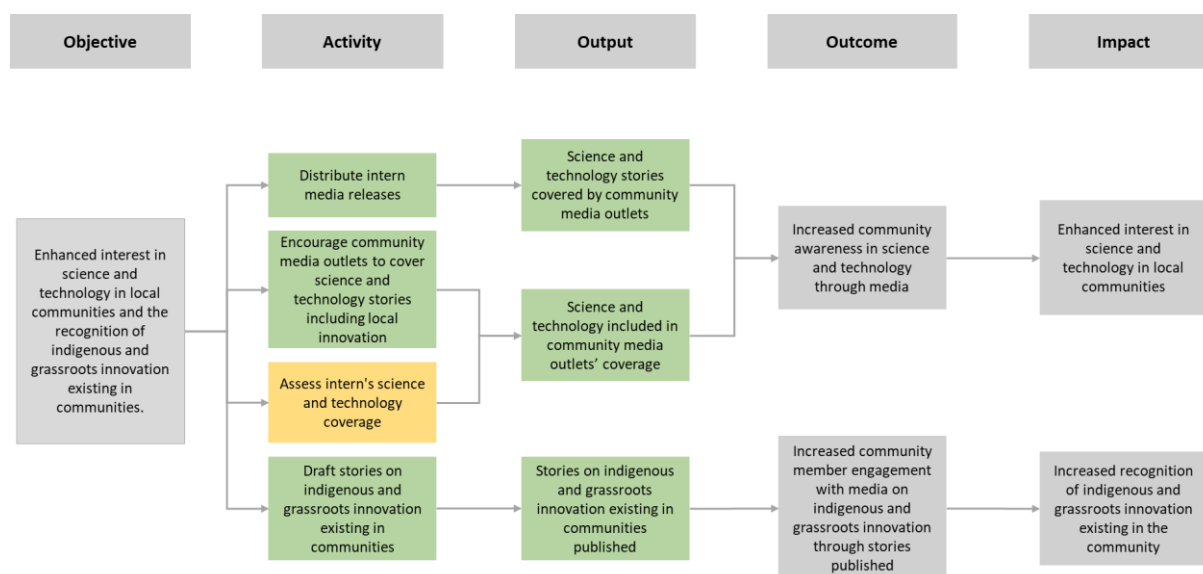 Objective
Activity
Output
Outcome
Impact
Enhanced interest in
science and
technology in local
communities and the
recognition of
indigenous and
grassroots innovation
existing in
communities.
Distribute intern
media releases
Encourage community
media outlets to cover
science and
technology stories
including local
innovation
Assess intern's science
and technology
coverage
Draft stories on
indigenous and
grassroots innovation
existing in
communities
Science and
technology stories
covered by community
media outlets
Science and
technology included in
community media
outlets’ coverage
Stories on indigenous
and grassroots
innovation existing in
communities
published
Increased community
awareness in science
and technology
through media
Increased community
member engagement
with media on
indigenous and
grassroots innovation
through stories
published
Enhanced interest in
science and
technology in local
communities
Increased recognition
of indigenous and
grassroots innovation
existing in the
community